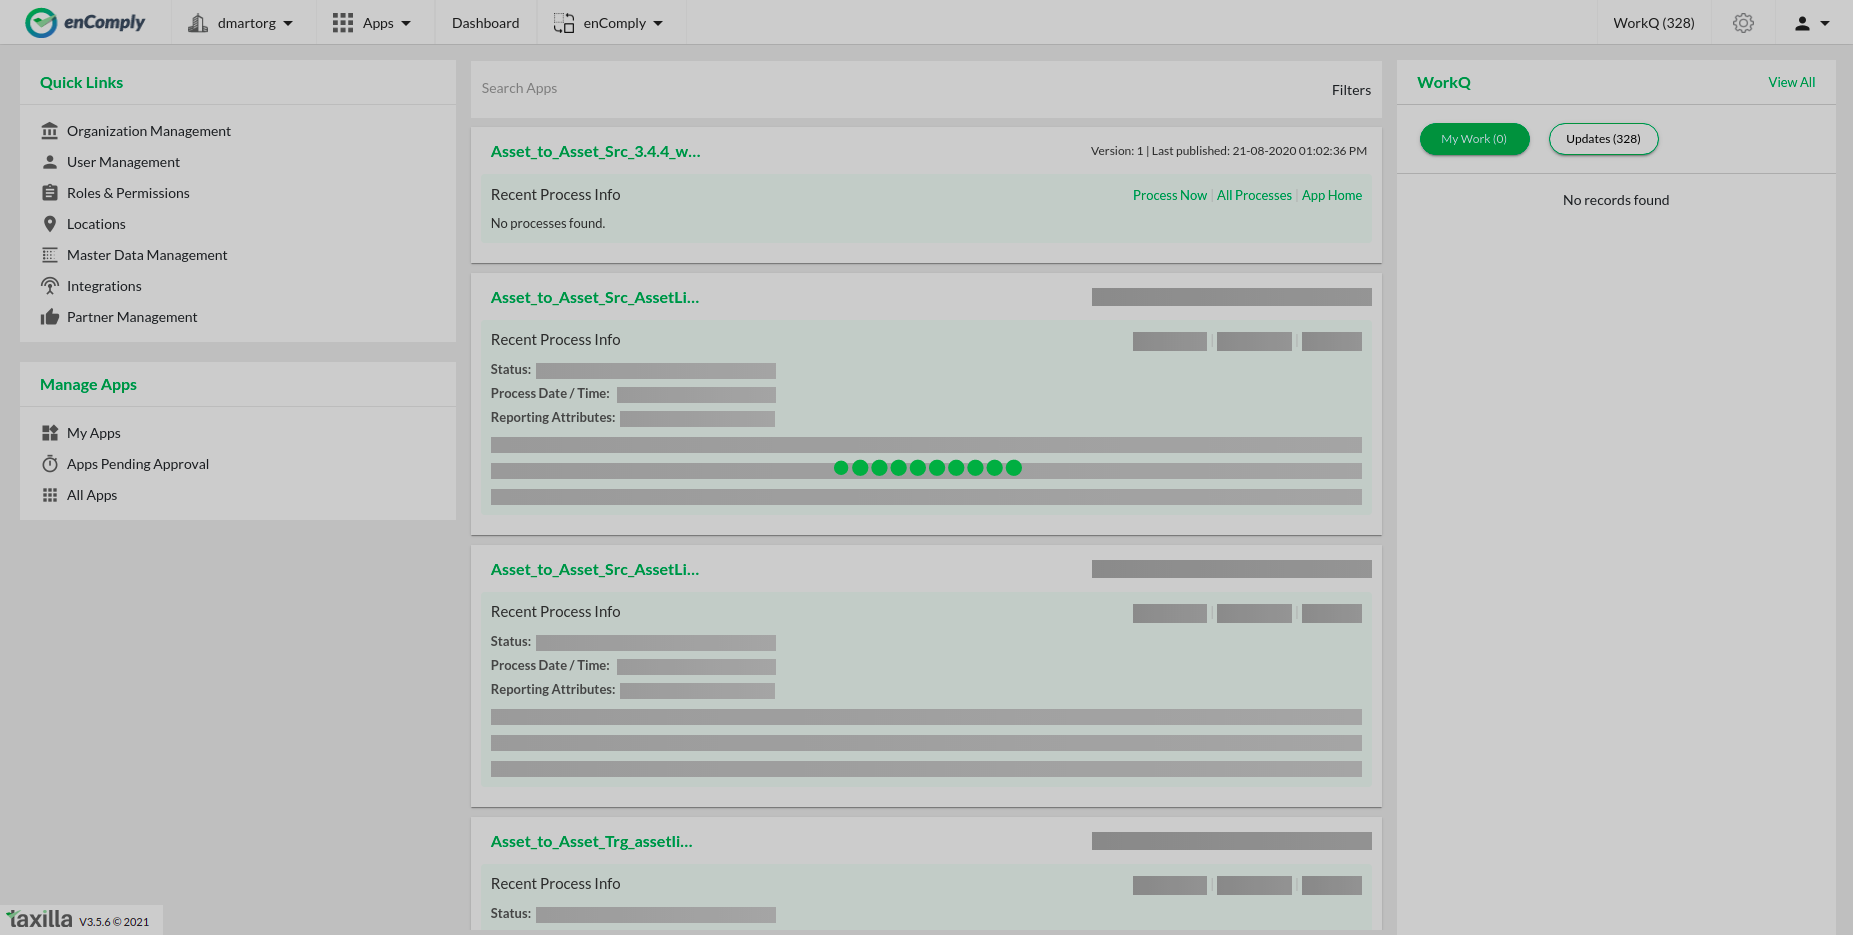 enComply
dmartorg
Apps
Dashboard
enComply
WorkQ (328)
Quick Links
Organization Management
User Management
Roles & Permissions
Locations
Master Data Management
Integrations
Partner Management
Manage Apps
My Apps
Apps Pending Approval
All Apps
Search Apps
Filters
Asset_to_Asset_Src_3.4.4_w...
Version: 1 | Last published: 21-08-2020 01:02:36 PM
Recent Process Info
Process Now | All Processes | App Home
No processes found.
Asset_to_Asset_Src_AssetLi...
Recent Process Info
Status:
Process Date / Time:
Reporting Attributes:
Asset_to_Asset_Src_AssetLi...
Recent Process Info
Status:
Process Date / Time:
Reporting Attributes:
Asset_to_Asset_Trg_assetli...
Recent Process Info
Status:
WorkQ
View All
My Work (0)
Updates (328)
No records found
taxilla V3.5.6 © 2021